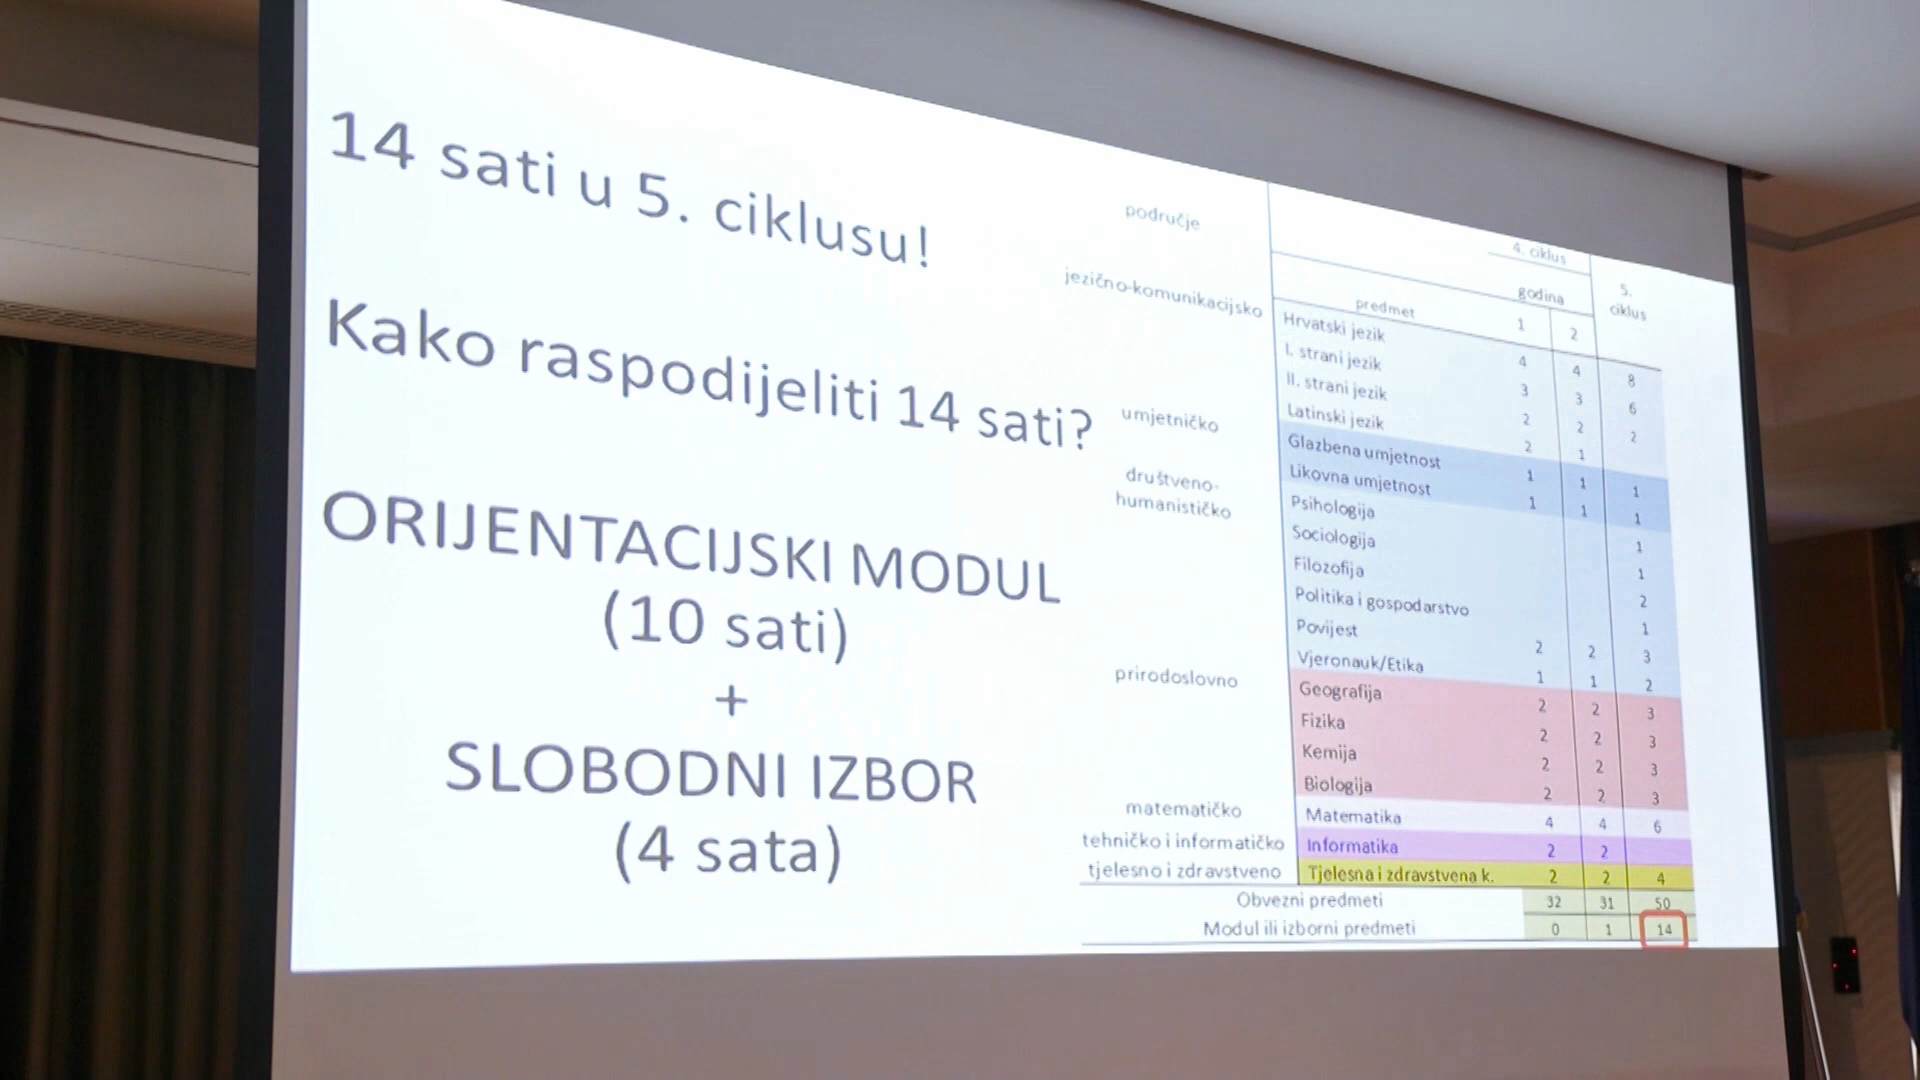 14 sati u 5. ciklusu!
Kako raspodijeliti 14 sati?
ORIJENTACIJSKI MODUL
(10 sati)
+
SLOBODNI IZBOR
(4 sata)
područje
4. ciklus
5. ciklus
godina
predmet 1 2
jezično-komunikacijsko
Hrvatski jezik 4 4 8
I. strani jezik 3 3 6
II. strani jezik 2 2 2
Latinski jezik 2 1
umjetničko
Glazbena umjetnost 1 1 1
Likovna umjetnost 1 1 1
društveno-
humanističko
Psihologija 1
Sociologija 1
Filozofija 2
Politika i gospodarstvo 1
Povijest 2 2 3
Vjeronauk/Etika 1 1 2
prirodoslovno
Geografija 2 2 3
Fizika 2 2 3
Kemija 2 2 3
Biologija 2 2 3
matematičko Matematika 4 4 6
tehničko i informatičko Informatika 2 2
tjelesno i zdravstveno Tjelesna i zdravstvena k. 2 2 4
Obvezni predmeti 32 31 50
Modul ili izborni predmeti 0 1 14